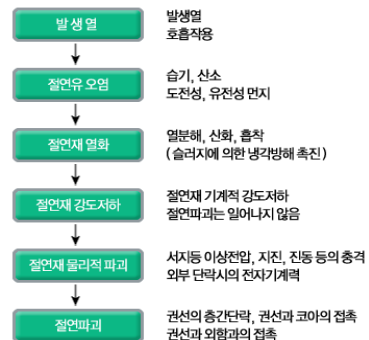 발 생 열
발생열
호흡작용
절연유 오염
습기, 산소
도전성, 유전성 먼지
절연재 열화
열분해, 산화, 흡착
( 슬러지에 의한 냉각방해 촉진 )
절연재 강도저하
절연재 기계적 강도저하
절연파괴는 일어나지 않음
절연재 물리적 파괴
서지등 이상전압, 지진, 진동 등의 충격
외부 단락시의 전자기계력
절연파괴
권선의 층간단락, 권선과 코아의 접촉
권선과 외함과의 접촉